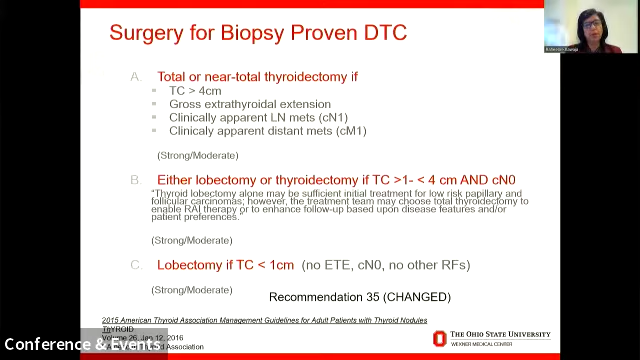 Surgery for Biopsy Proven DTC
A. Total or near-total thyroidectomy if
TC > 4cm
Gross extrathyroidal extension
Clinically apparent LN mets (cN1)
Clinicaly apparent distant mets (cM1)
(Strong/Moderate)
B. Either lobectomy or thyroidectomy if TC >1- < 4 cm AND cN0
"Thyroid lobectomy alone may be sufficient initial treatment for low risk papillary and
follicular carcinomas; however, the treatment team may choose total thyroidectomy to
enable RAI therapy or to enhance follow-up based upon disease features and/or
patient preferences."
(Strong/Moderate)
C. Lobectomy if TC < 1cm (no ETE, cN0, no other RFs)
(Strong/Moderate)
Recommendation 35 (CHANGED)
2015 American Thyroid Association Management Guidelines for Adult Patients with Thyroid Nodules
THYROID
Volume 26, Jan 12, 2016
Association
Conference & Events
THE OHIO STATE UNIVERSITY
WEXNER MEDICAL CENTER